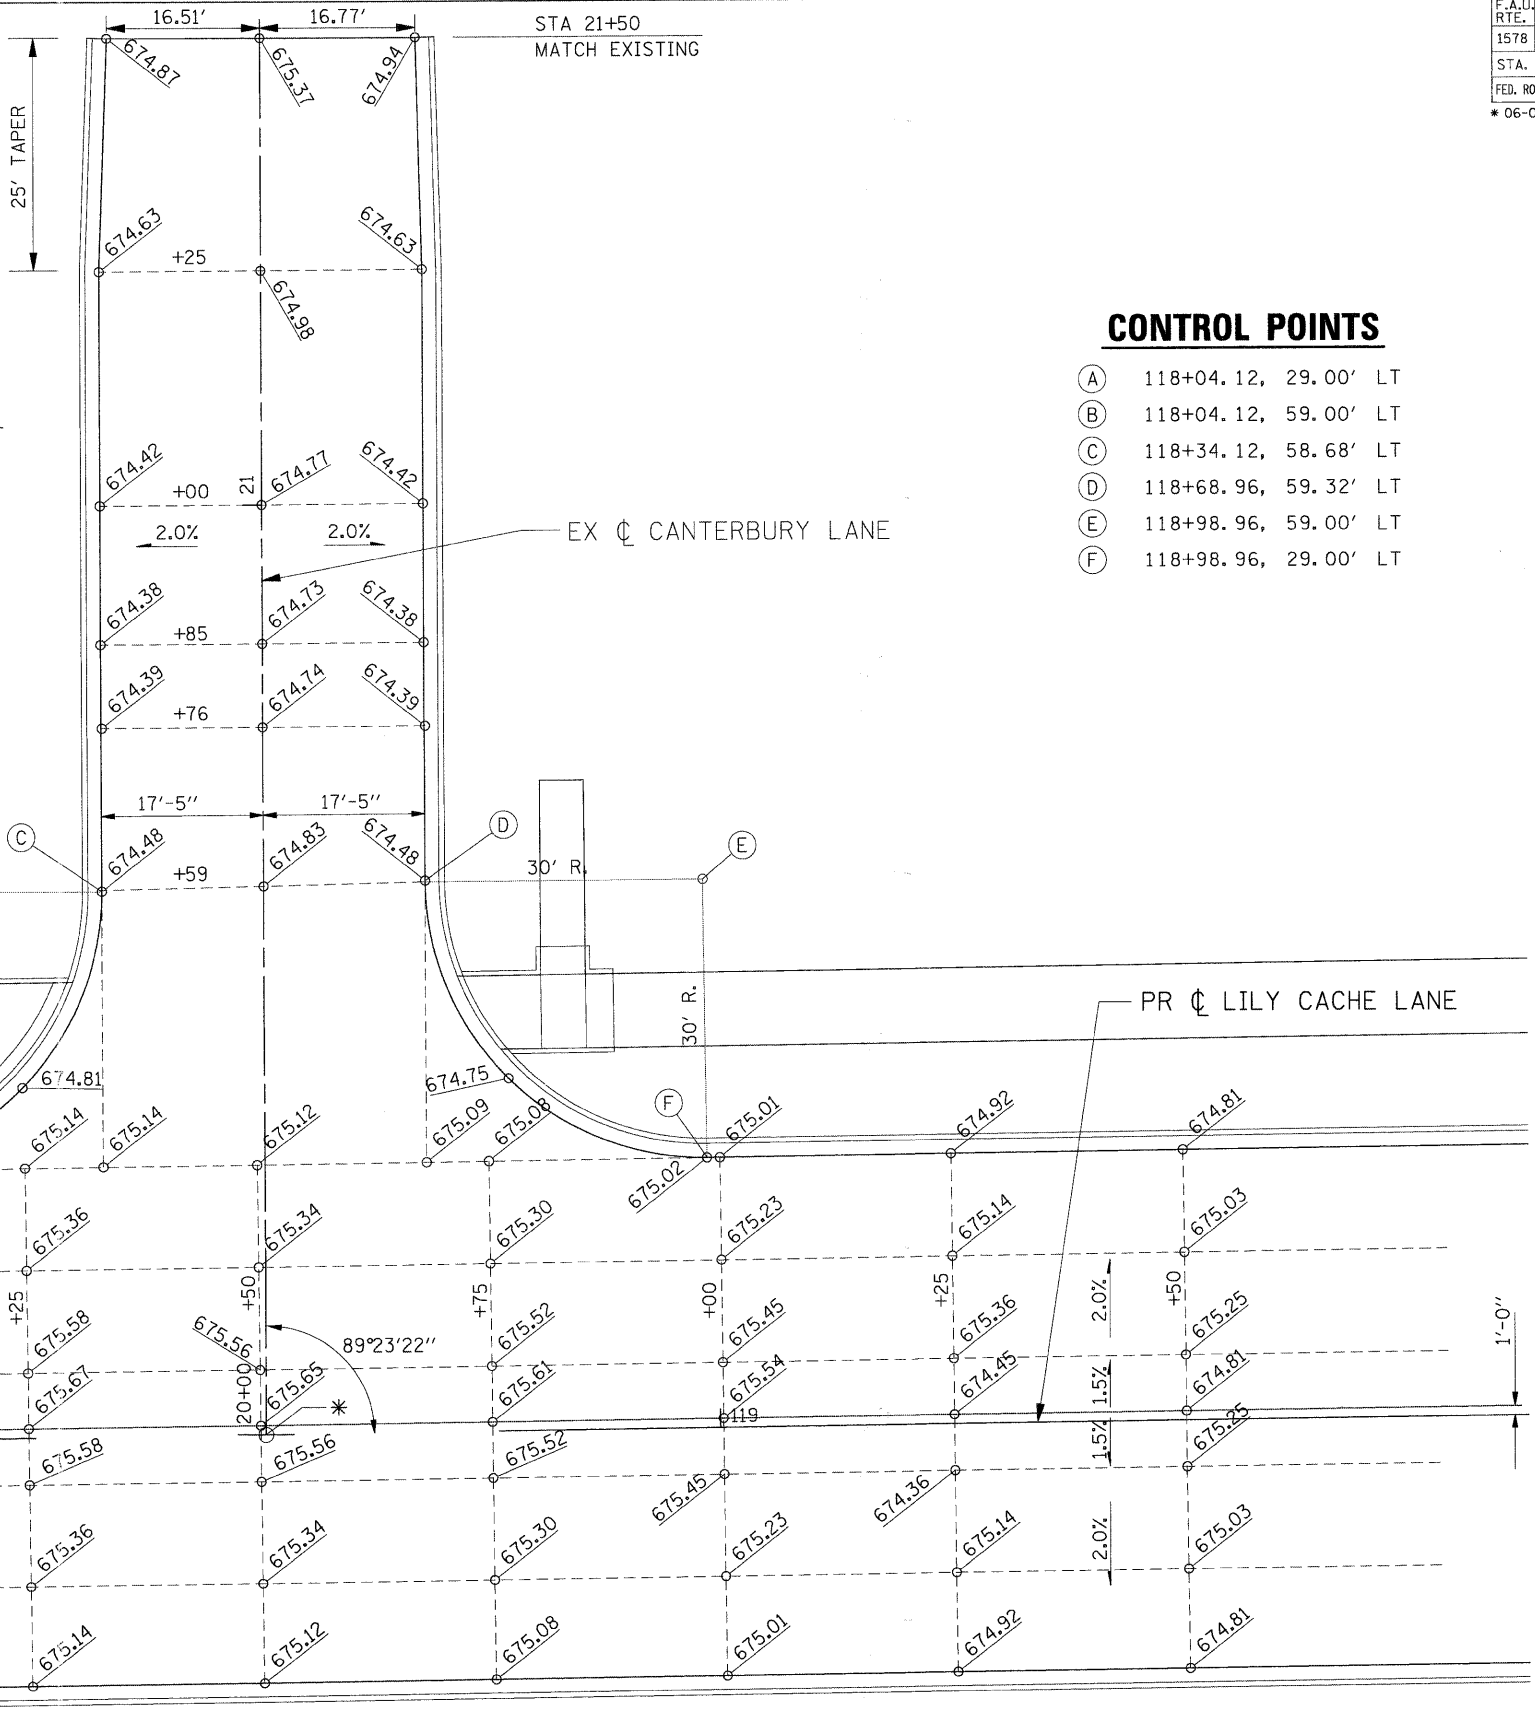 F.A.U.
RTE.
1578
STA.
FED. RO
* 06-0
16.51' 16.77'
STA 21+50
MATCH EXISTING
674.87 675.37 674.94
25' TAPER
674.63 +25 674.63
674.98
CONTROL POINTS
A 118+04.12, 29.00' LT
B 118+04.12, 59.00' LT
C 118+34.12, 58.68' LT
D 118+68.96, 59.32' LT
E 118+98.96, 59.00' LT
F 118+98.96, 29.00' LT
674.42 +00 21 674.77 674.42
2.0% 2.0%
EX ℄ CANTERBURY LANE
674.38 +85 674.73 674.38
674.39 +76 674.74 674.39
17'-5" 17'-5"
C 674.48 +59 674.83 674.48 D
30' R. E
30' R.
PR ℄ LILY CACHE LANE
674.81 674.75 F
675.14 675.14 675.12 675.09 675.08 675.02 675.01 674.92 674.81
675.36 675.34 675.30 675.23 675.14 675.03
+25 +50 +75 +00 +25 +50
2.0%
1'-0"
675.58 675.56 89°23'22" 675.52 675.45 675.36 675.25
1.5%
675.67 20+00 675.65 * 675.61 675.54 119 674.45 674.81
1.5%
675.58 675.56 675.52 675.45 674.36 675.25
2.0%
675.36 675.34 675.30 675.23 675.14 675.03
675.14 675.12 675.08 675.01 674.92 674.81